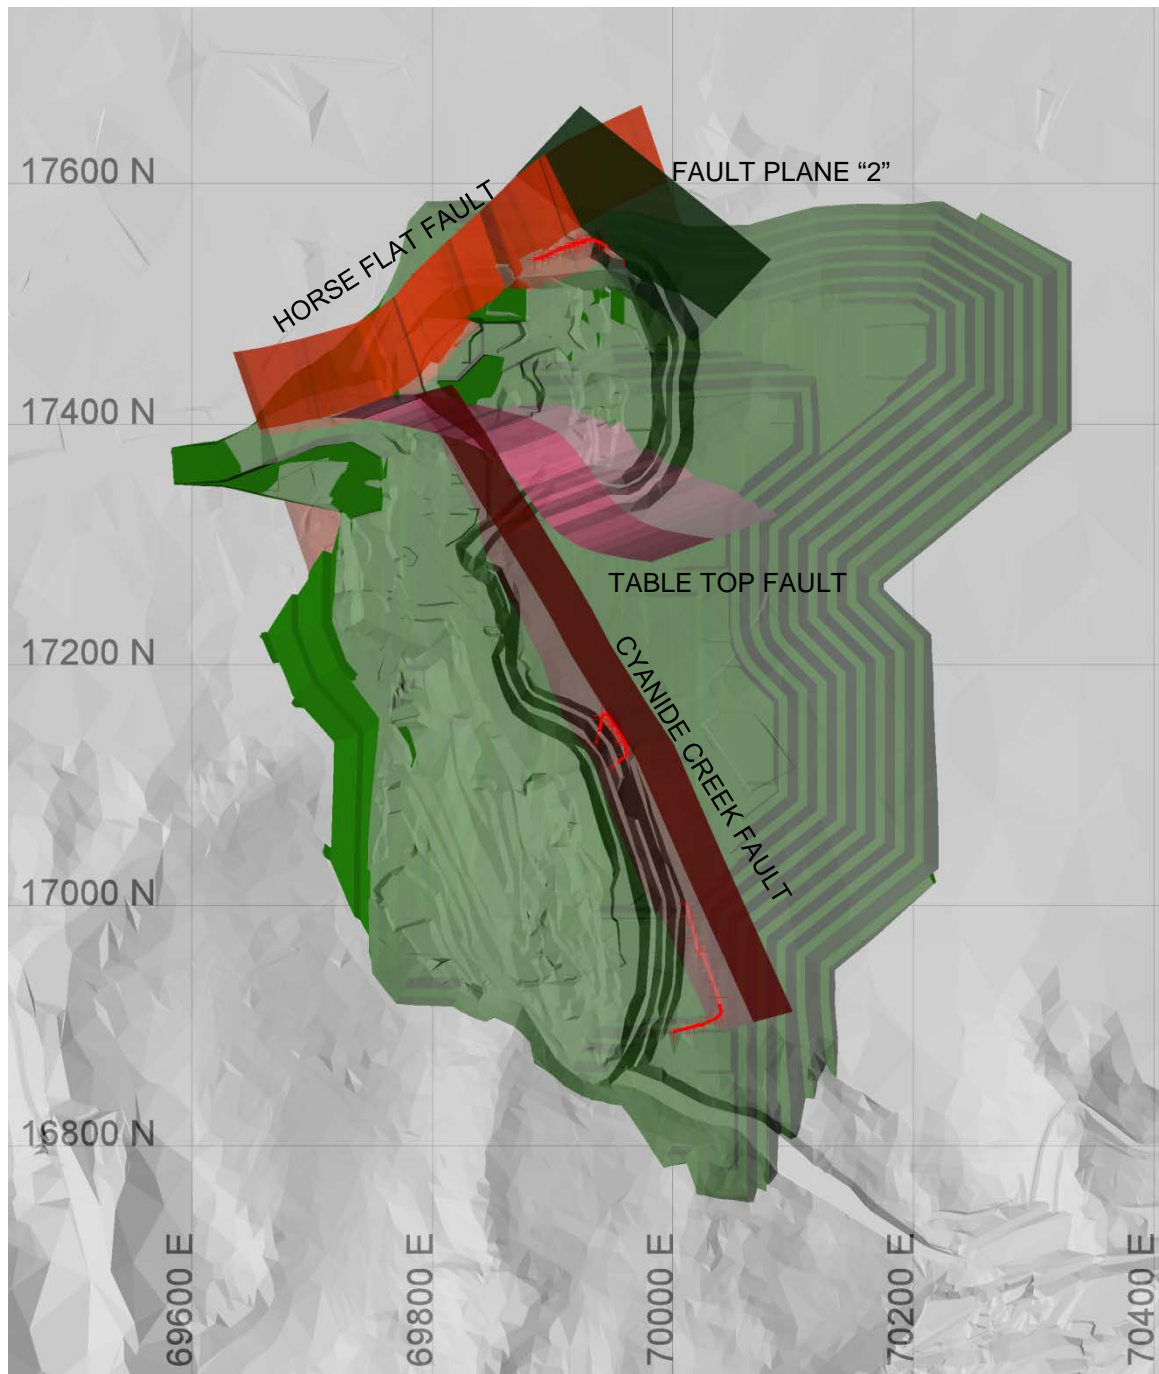 17600 N
FAULT PLANE “2”
HORSE FLAT FAULT
17400 N
TABLE TOP FAULT
17200 N
CYANIDE CREEK FAULT
17000 N
16800 N
69600 E
69800 E
70000 E
70200 E
70400 E